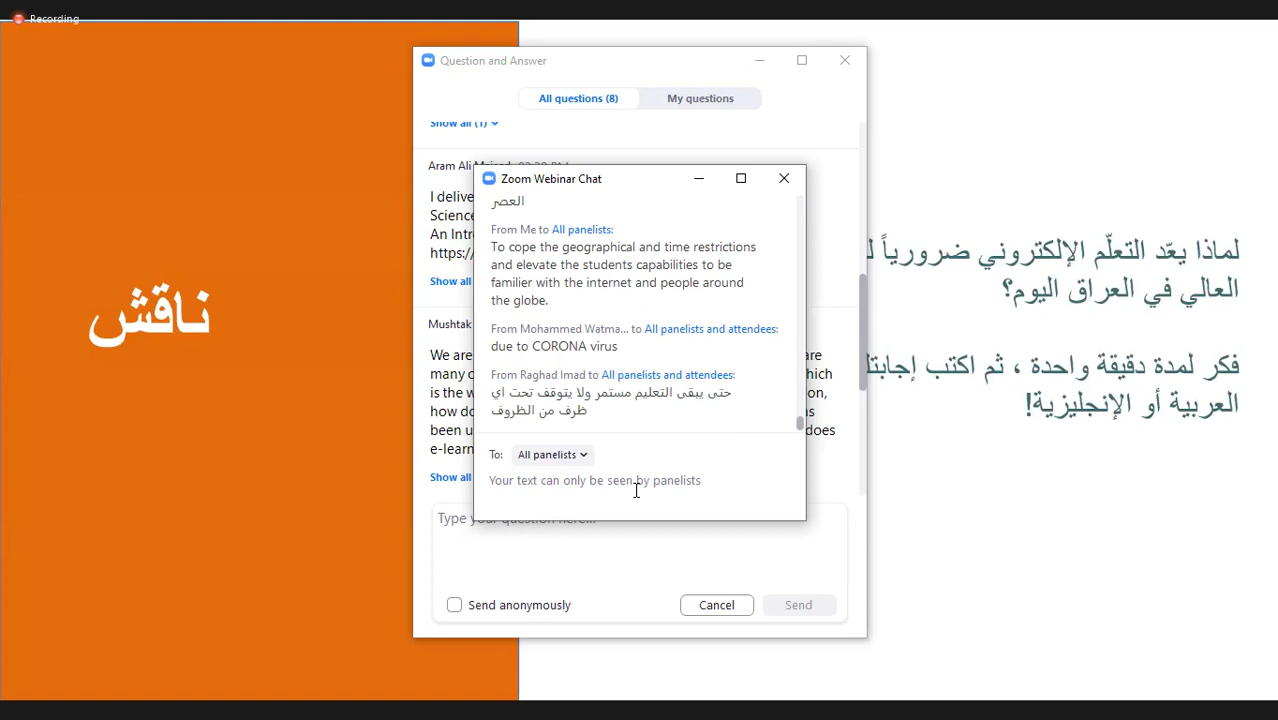 Recording
ناقش
Question and Answer
All questions (8)
My questions
Show all (1)
Aram Ali
I delive
Science
An Intr
https:/
Show all
Mushtak
We are
many
is the w
how do
been u
e-learn
Show all
are
hich
on,
as
does
Type your question here...
Send anonymously
Cancel
Send
Zoom Webinar Chat
العصر
From Me to All panelists:
To cope the geographical and time restrictions
and elevate the students capabilities to be
familier with the internet and people around
the globe.
From Mohammed Watma... to All panelists and attendees:
due to CORONA virus
From Raghad Imad to All panelists and attendees:
حتى يبقى التعليم مستمر ولا يتوقف تحت اي
ظرف من الظروف
To: All panelists
Your text can only be seen by panelists
لماذا يعّد التعلّم الإلكتروني ضرورياً
العالي في العراق اليوم؟
فكر لمدة دقيقة واحدة ، ثم اكتب
العربية أو الإنجليزية!